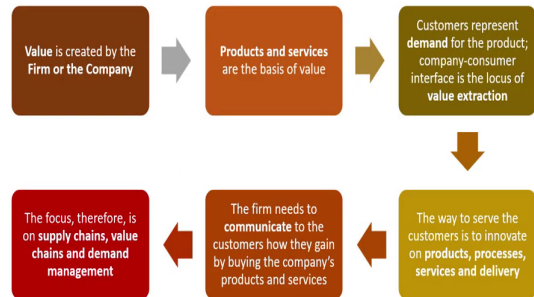 Value is created by the
Firm or the Company
Products and services
are the basis of value
Customers represent
demand for the product;
company-consumer
interface is the locus of
value extraction
The way to serve the
customers is to innovate
on products, processes,
services and delivery
The firm needs to
communicate to the
customers how they gain
by buying the company's
products and services
The focus, therefore, is
on supply chains, value
chains and demand
management